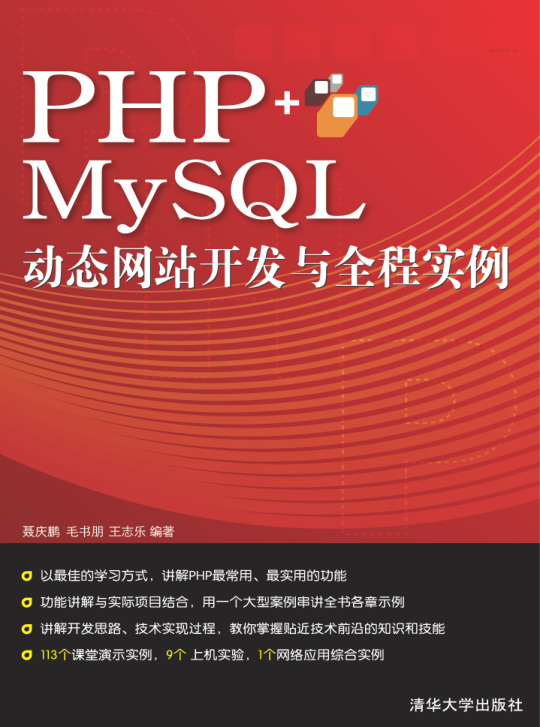 PHP+
MySQL
动态网站开发与全程实例
聂庆鹏 毛书朋 王志乐 编著
以最佳的学习方式，讲解PHP最常用、最实用的功能
功能讲解与实际项目结合，用一个大型案例串讲全书各章示例
讲解开发思路、技术实现过程，教你掌握贴近技术前沿的知识和技能
113个课堂演示实例，9个 上机实验，1个网络应用综合实例
清华大学出版社